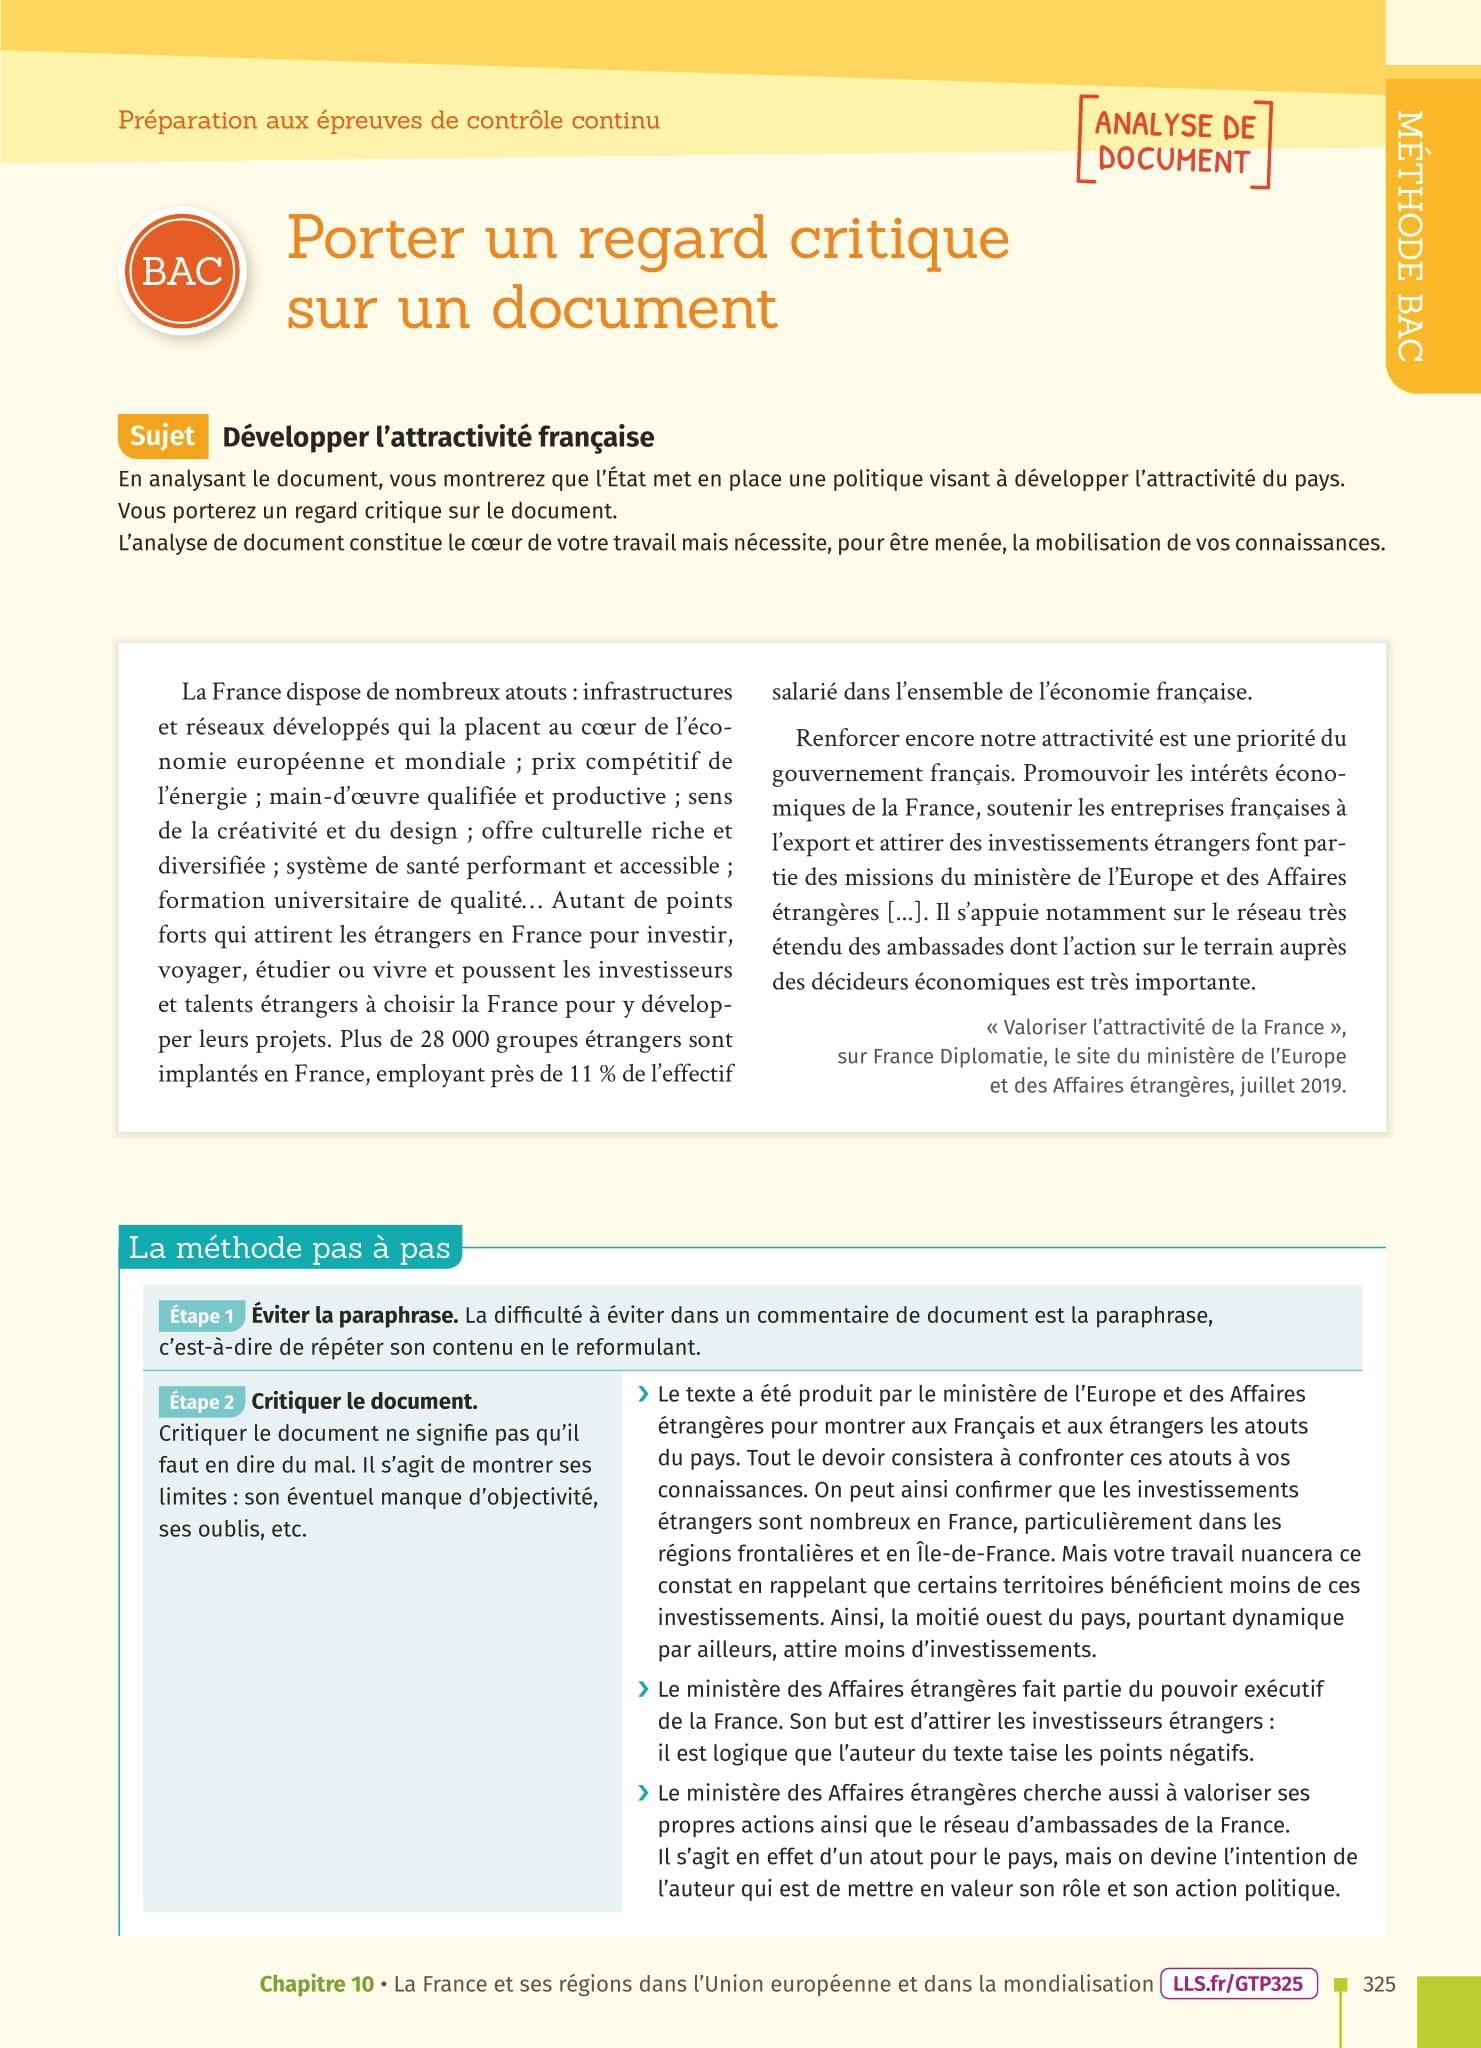 Préparation aux épreuves de contrôle continu
ANALYSE DE
DOCUMENT
MÉTHODE BAC
BAC
Porter un regard critique
sur un document
Sujet Développer l'attractivité française
En analysant le document, vous montrerez que l'État met en place une politique visant à développer l'attractivité du pays.
Vous porterez un regard critique sur le document.
L'analyse de document constitue le cœur de votre travail mais nécessite, pour être menée, la mobilisation de vos connaissances.
La France dispose de nombreux atouts : infrastructures
et réseaux développés qui la placent au cœur de l'éco-
nomie européenne et mondiale ; prix compétitif de
l'énergie ; main-d'œuvre qualifiée et productive ; sens
de la créativité et du design ; offre culturelle riche et
diversifiée ; système de santé performant et accessible ;
formation universitaire de qualité… Autant de points
forts qui attirent les étrangers en France pour investir,
voyager, étudier ou vivre et poussent les investisseurs
et talents étrangers à choisir la France pour y dévelop-
per leurs projets. Plus de 28 000 groupes étrangers sont
implantés en France, employant près de 11 % de l'effectif
salarié dans l'ensemble de l'économie française.
Renforcer encore notre attractivité est une priorité du
gouvernement français. Promouvoir les intérêts écono-
miques de la France, soutenir les entreprises françaises à
l'export et attirer des investissements étrangers font par-
tie des missions du ministère de l'Europe et des Affaires
étrangères [...]. Il s'appuie notamment sur le réseau très
étendu des ambassades dont l'action sur le terrain auprès
des décideurs économiques est très importante.
« Valoriser l'attractivité de la France »,
sur France Diplomatie, le site du ministère de l'Europe
et des Affaires étrangères, juillet 2019.
La méthode pas à pas
Étape 1 Éviter la paraphrase. La difficulté à éviter dans un commentaire de document est la paraphrase,
c'est-à-dire de répéter son contenu en le reformulant.
Étape 2 Critiquer le document.
Critiquer le document ne signifie pas qu'il
faut en dire du mal. Il s'agit de montrer ses
limites : son éventuel manque d'objectivité,
ses oublis, etc.
› Le texte a été produit par le ministère de l'Europe et des Affaires
étrangères pour montrer aux Français et aux étrangers les atouts
du pays. Tout le devoir consistera à confronter ces atouts à vos
connaissances. On peut ainsi confirmer que les investissements
étrangers sont nombreux en France, particulièrement dans les
régions frontalières et en Île-de-France. Mais votre travail nuancera ce
constat en rappelant que certains territoires bénéficient moins de ces
investissements. Ainsi, la moitié ouest du pays, pourtant dynamique
par ailleurs, attire moins d'investissements.
› Le ministère des Affaires étrangères fait partie du pouvoir exécutif
de la France. Son but est d'attirer les investisseurs étrangers :
il est logique que l'auteur du texte taise les points négatifs.
› Le ministère des Affaires étrangères cherche aussi à valoriser ses
propres actions ainsi que le réseau d'ambassades de la France.
Il s'agit en effet d'un atout pour le pays, mais on devine l'intention de
l'auteur qui est de mettre en valeur son rôle et son action politique.
Chapitre 10 • La France et ses régions dans l'Union européenne et dans la mondialisation LLS.fr/GTP325 325